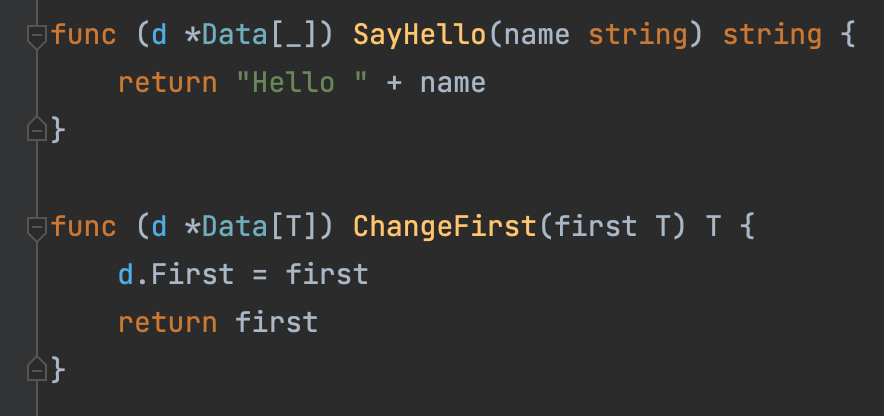 func (d *Data[_]) SayHello(name string) string {
    return "Hello " + name
}

func (d *Data[T]) ChangeFirst(first T) T {
    d.First = first
    return first
}